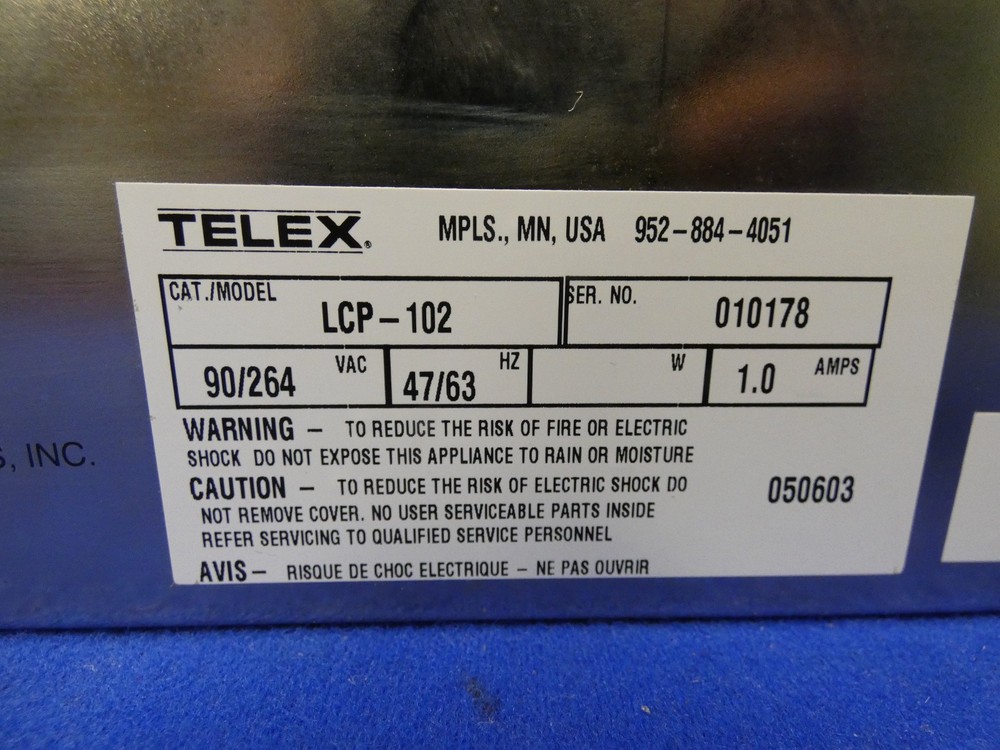 TELEX®
MPLS., MN, USA 952-884-4051
CAT./MODEL
LCP-102
SER. NO.
010178
90/264 VAC
47/63 HZ
W
1.0 AMPS
WARNING – TO REDUCE THE RISK OF FIRE OR ELECTRIC
SHOCK DO NOT EXPOSE THIS APPLIANCE TO RAIN OR MOISTURE
CAUTION – TO REDUCE THE RISK OF ELECTRIC SHOCK DO
NOT REMOVE COVER. NO USER SERVICEABLE PARTS INSIDE
REFER SERVICING TO QUALIFIED SERVICE PERSONNEL
050603
AVIS – RISQUE DE CHOC ELECTRIQUE – NE PAS OUVRIR
, INC.